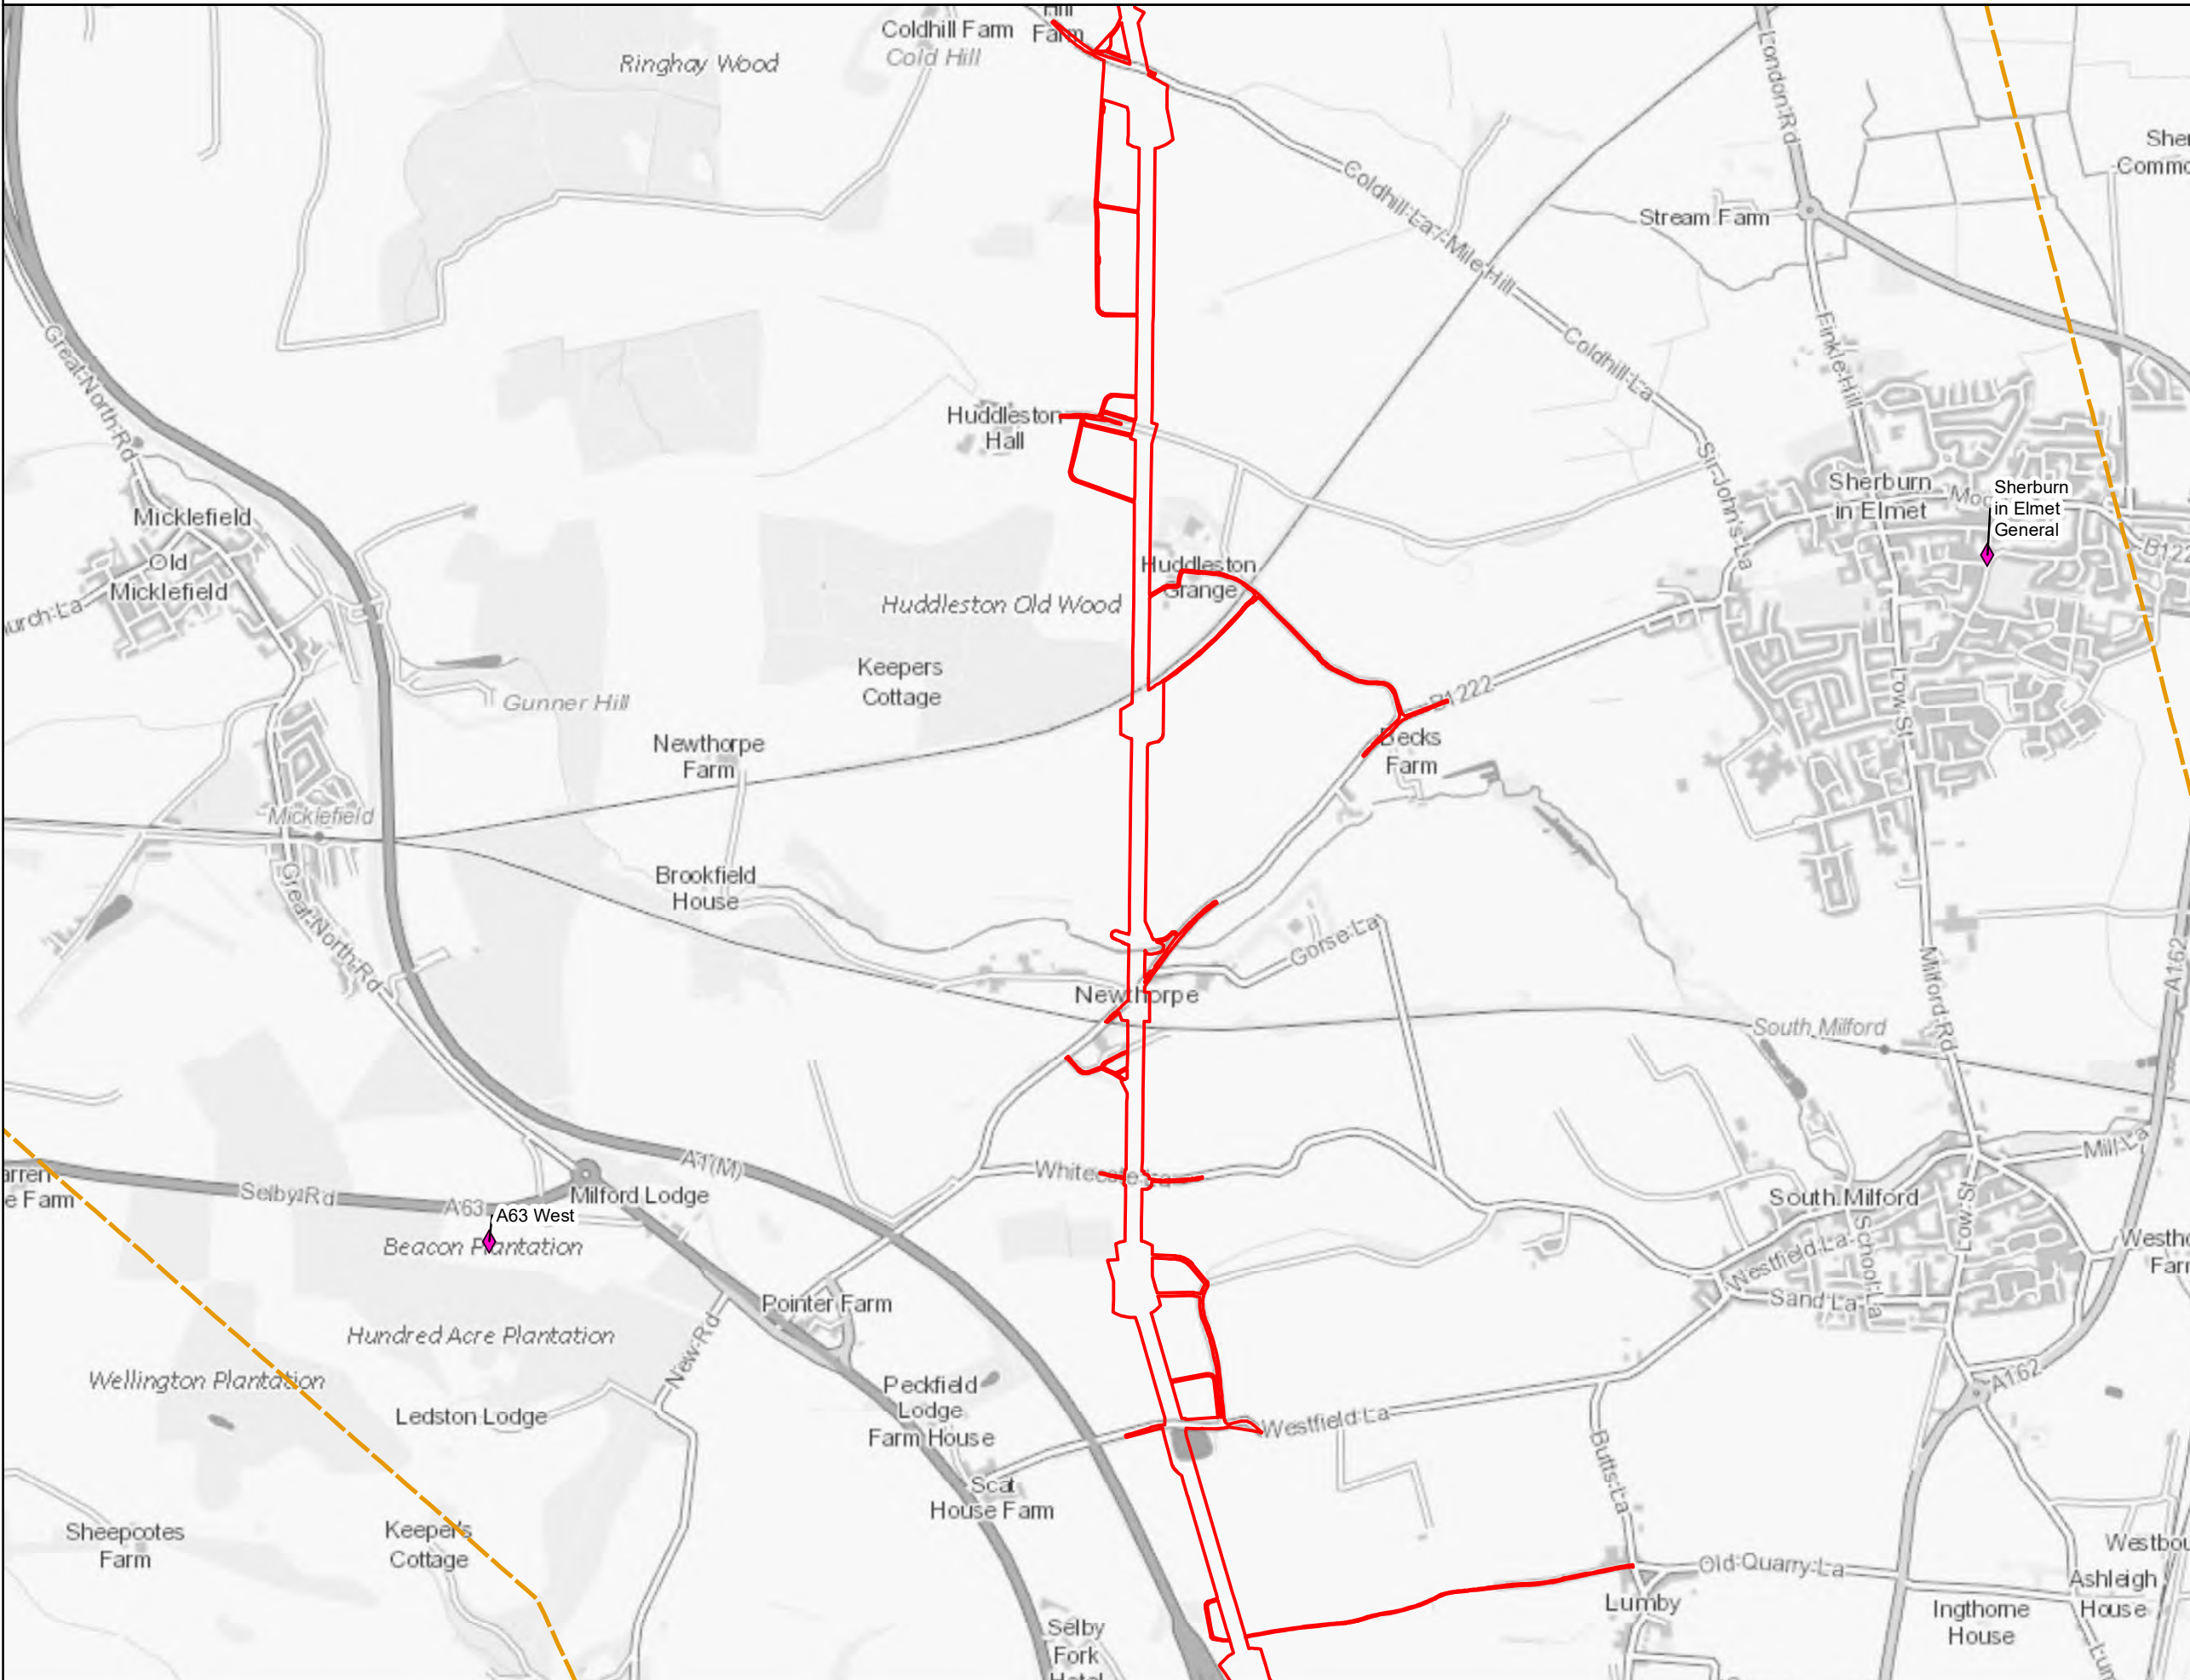 Coldhill Farm
Cold Hill
Farm
Ringhay Wood
London Rd
Stream Farm
Coldhill La / Mile Hill
Coldhill La
Finkle Hill
Great North Rd
Huddleston
Hall
Sir John's La
Sherburn
in Elmet
Sherburn
in Elmet
General
Micklefield
Old
Micklefield
Huddleston
Grange
Huddleston Old Wood
Keepers
Cottage
Gunner Hill
B1222
Low St
Becks
Farm
Newthorpe
Farm
Micklefield
Brookfield
House
Great North Rd
Gorse La
Newthorpe
Milford Rd
A162
South Milford
A1(M)
Selby Rd
A63
Milford Lodge
A63 West
Beacon Plantation
Mill La
South Milford
Low St
School La
Westfield La
Sand La
Pointer Farm
Hundred Acre Plantation
New Rd
Wellington Plantation
Ledston Lodge
Peckfield
Lodge
Farm House
A162
Westfield La
Butts La
Scat
House Farm
Sheepcotes
Farm
Keeper's
Cottage
Old Quarry La
Lumby
Ashleigh
House
Ingthorne
House
Selby
Fork